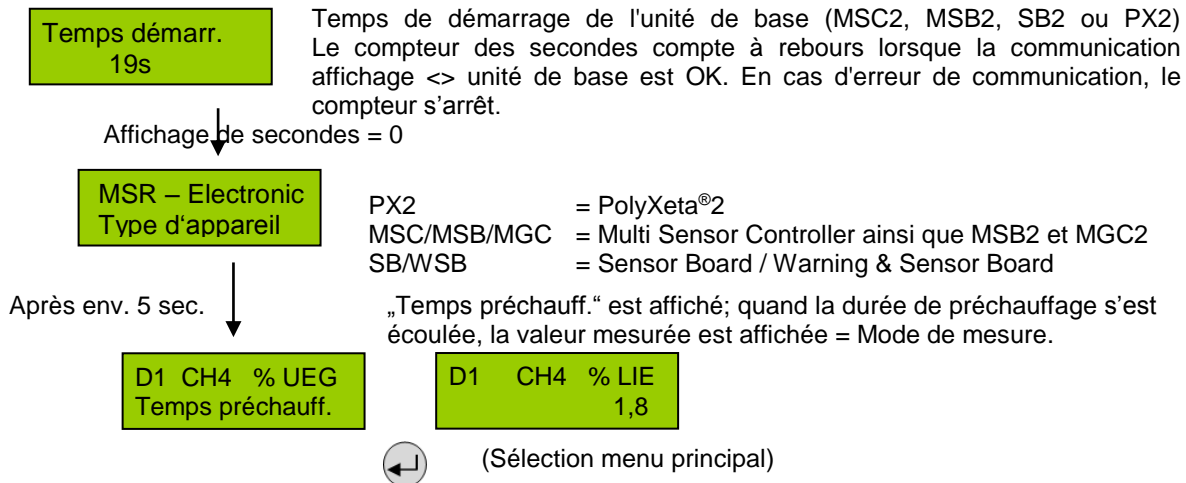 Temps démarr.
19s
Temps de démarrage de l'unité de base (MSC2, MSB2, SB2 ou PX2)
Le compteur des secondes compte à rebours lorsque la communication
affichage <> unité de base est OK. En cas d'erreur de communication, le
compteur s'arrêt.
Affichage de secondes = 0
MSR – Electronic
Type d'appareil
PX2 = PolyXeta®2
MSC/MSB/MGC = Multi Sensor Controller ainsi que MSB2 et MGC2
SB/WSB = Sensor Board / Warning & Sensor Board
Après env. 5 sec.
„Temps préchauff.“ est affiché; quand la durée de préchauffage s'est
écoulée, la valeur mesurée est affichée = Mode de mesure.
D1 CH4 % UEG
Temps préchauff.
D1 CH4 % LIE
1,8
(Sélection menu principal)